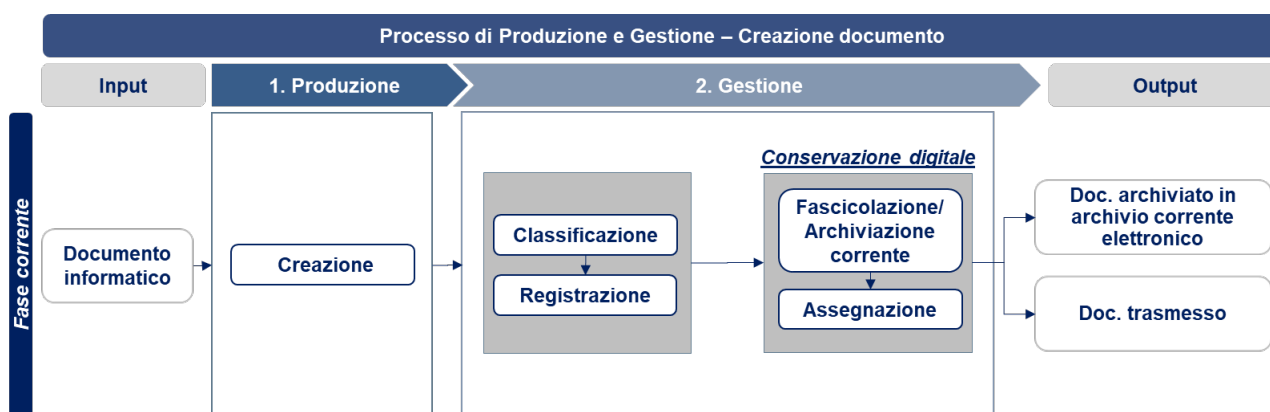 Processo di Produzione e Gestione – Creazione documento
Input
1. Produzione
2. Gestione
Output
Fase corrente
Documento
informatico
Creazione
Classificazione
Registrazione
Conservazione digitale
Fascicolazione/
Archiviazione
corrente
Assegnazione
Doc. archiviato in
archivio corrente
elettronico
Doc. trasmesso